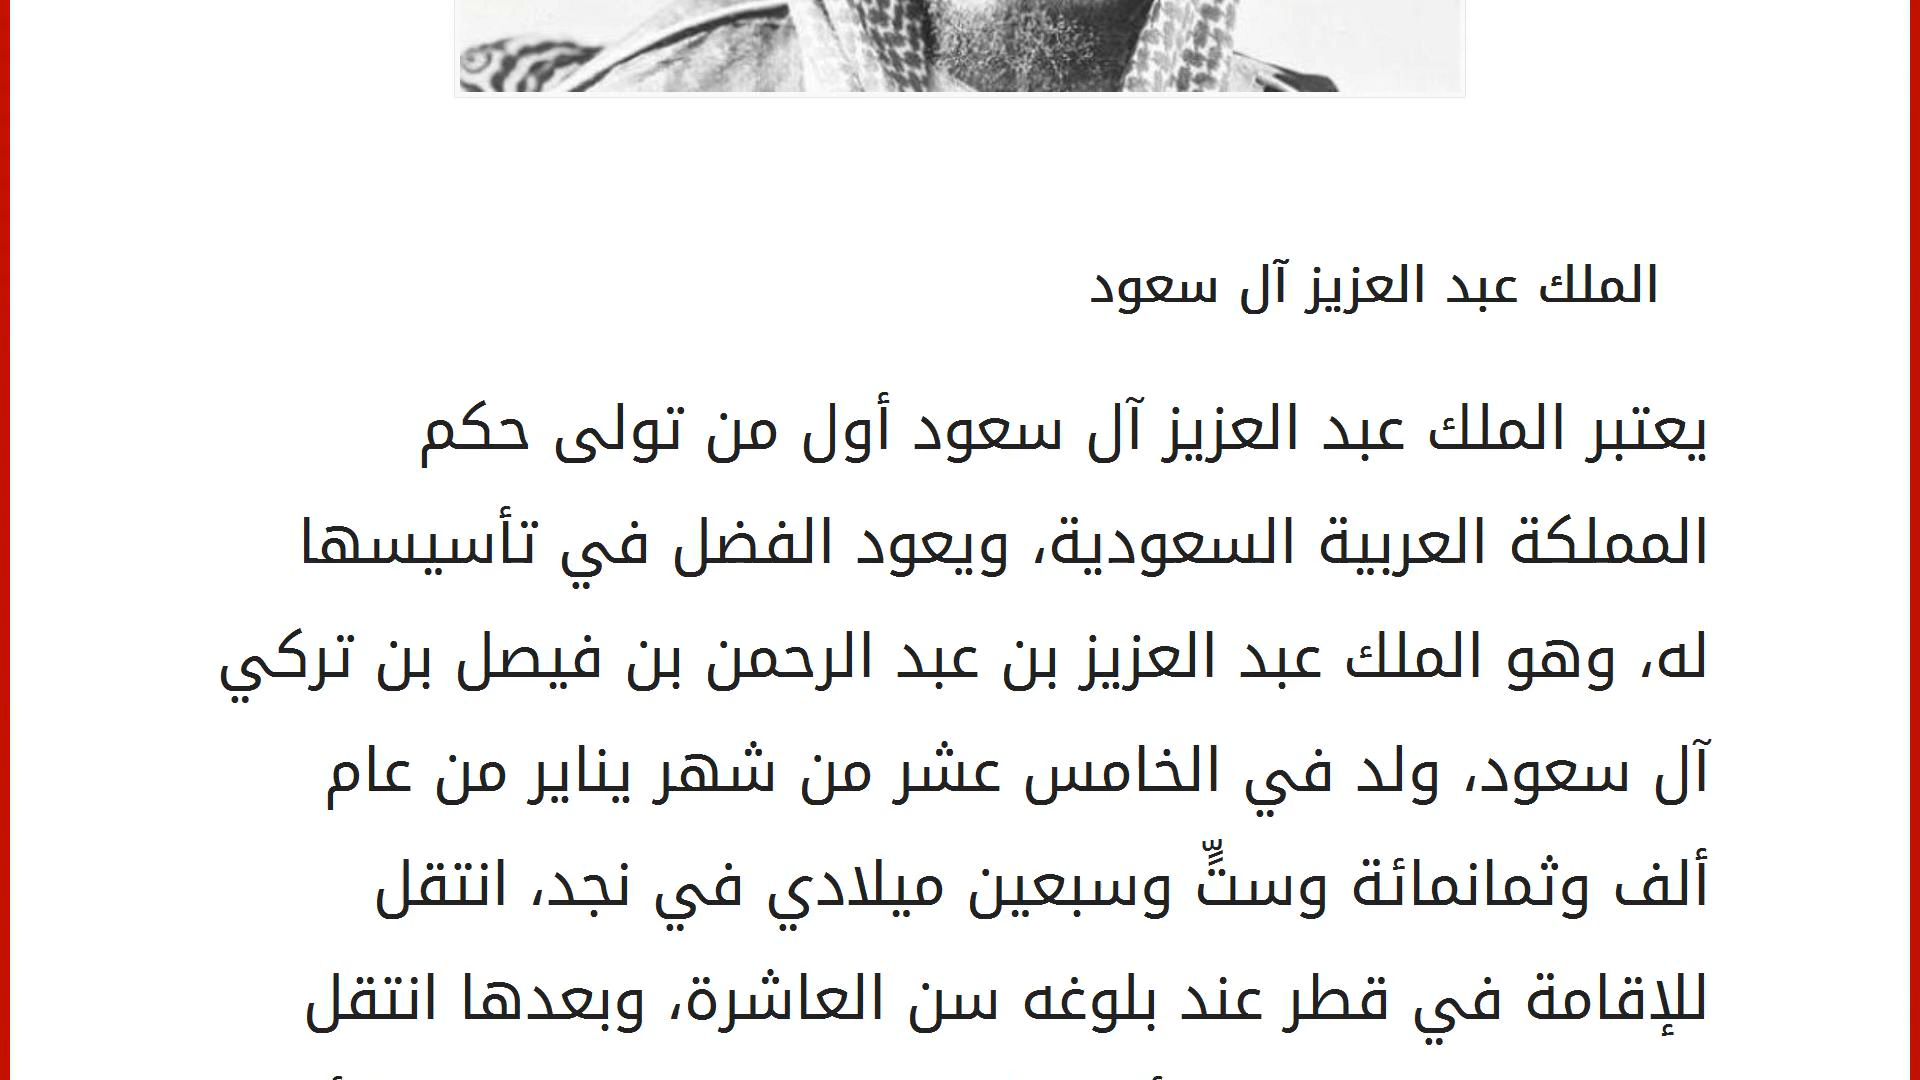 الملك عبد العزيز آل سعود
يعتبر الملك عبد العزيز آل سعود أول من تولى حكم
المملكة العربية السعودية، ويعود الفضل في تأسيسها
له، وهو الملك عبد العزيز بن عبد الرحمن بن فيصل بن تركي
آل سعود، ولد في الخامس عشر من شهر يناير من عام
ألف وثمانمائة وستٍّ وسبعين ميلادي في نجد، انتقل
للإقامة في قطر عند بلوغه سن العاشرة، وبعدها انتقل